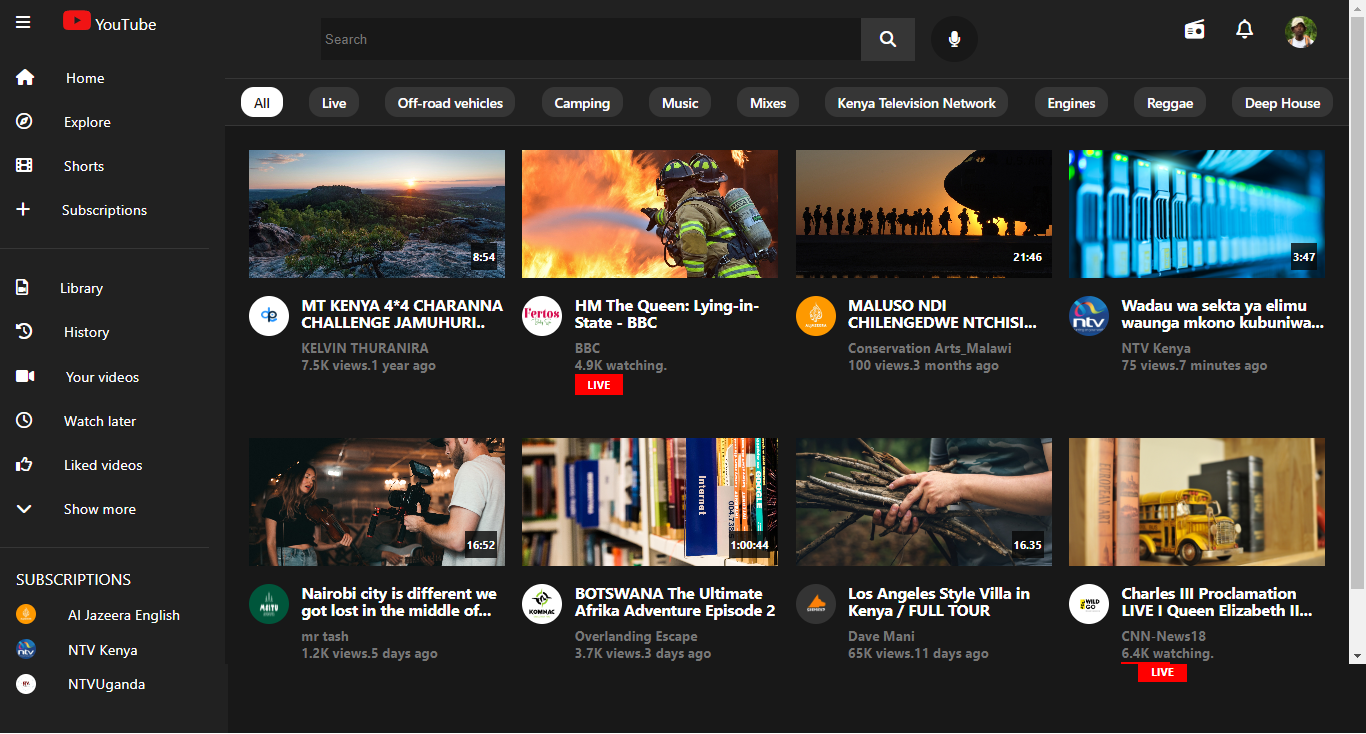 YouTube
Search
Home
Explore
Shorts
Subscriptions
Library
History
Your videos
Watch later
Liked videos
Show more
SUBSCRIPTIONS
Al Jazeera English
NTV Kenya
NTVUganda
All
Live
Off-road vehicles
Camping
Music
Mixes
Kenya Television Network
Engines
Reggae
Deep House
8:54
21:46
3:47
MT KENYA 4*4 CHARANNA
CHALLENGE JAMUHURI..
KELVIN THURANIRA
7.5K views.1 year ago
Fertos
HM The Queen: Lying-in-
State - BBC
BBC
4.9K watching.
LIVE
MALUSO NDI
CHILENGEDWE NTCHISI...
Conservation Arts_Malawi
100 views.3 months ago
ntv
Wadau wa sekta ya elimu
waunga mkono kubuniwa...
NTV Kenya
75 views.7 minutes ago
16:52
Internet
GOOGLE
1:00:44
16.35
Nairobi city is different we
got lost in the middle of...
mr tash
1.2K views.5 days ago
KOMHAC
BOTSWANA The Ultimate
Afrika Adventure Episode 2
Overlanding Escape
3.7K views.3 days ago
Los Angeles Style Villa in
Kenya / FULL TOUR
Dave Mani
65K views.11 days ago
WILD
GO
Charles III Proclamation
LIVE I Queen Elizabeth II...
CNN-News18
6.4K watching.
LIVE